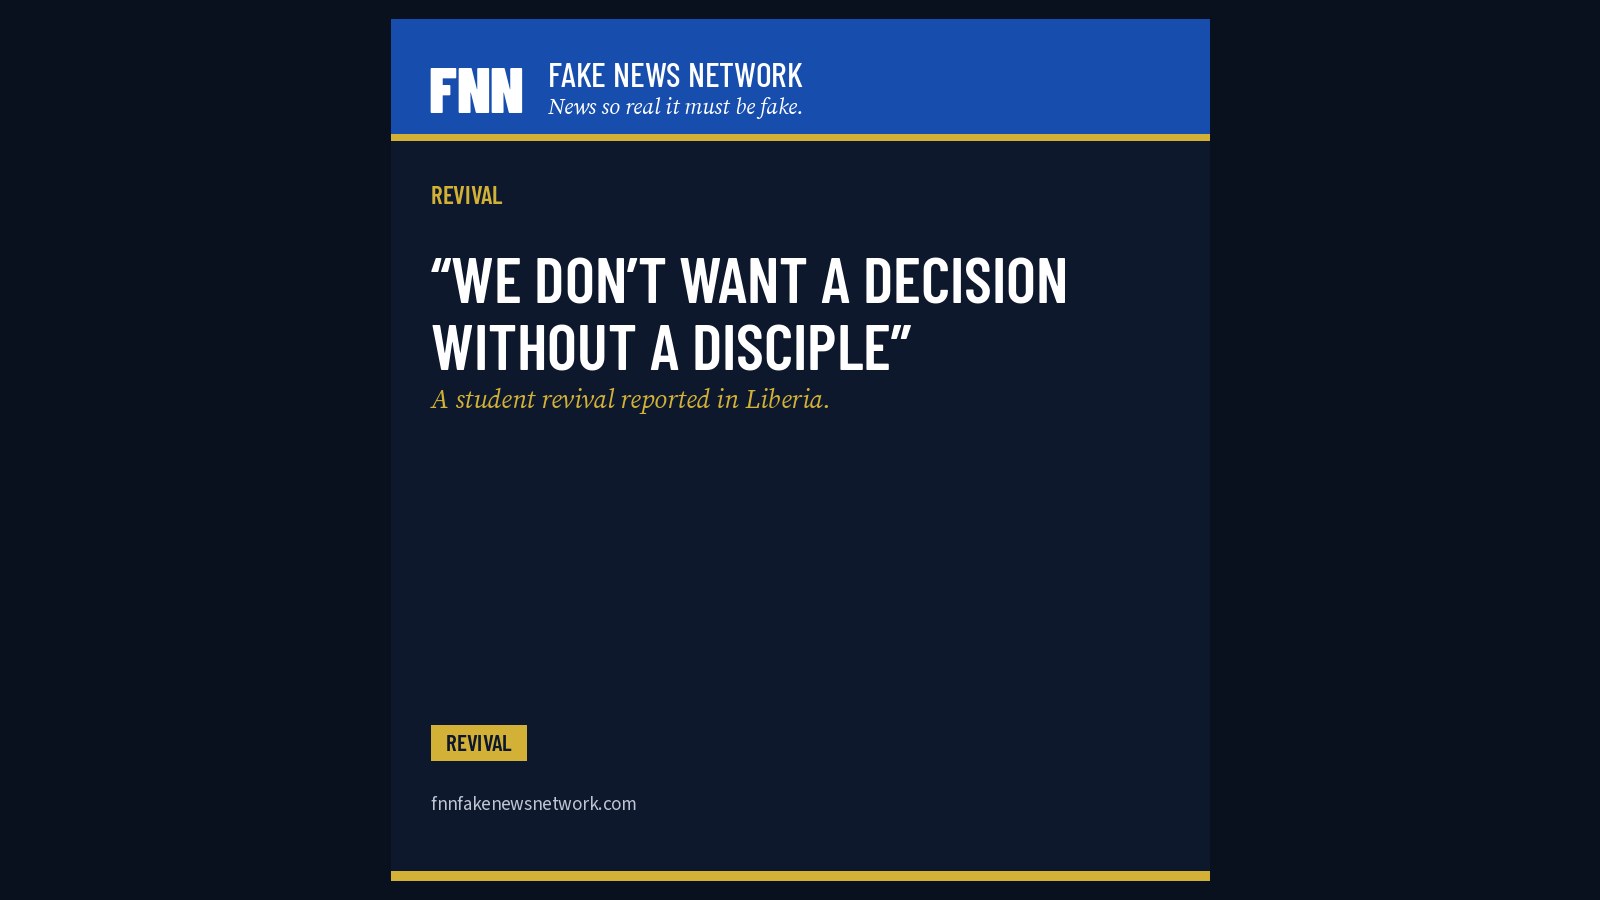 FNN
FAKE NEWS NETWORK
News so real it must be fake.
REVIVAL
“WE DON’T WANT A DECISION
WITHOUT A DISCIPLE”
A student revival reported in Liberia.
REVIVAL
fnnfakenewsnetwork.com